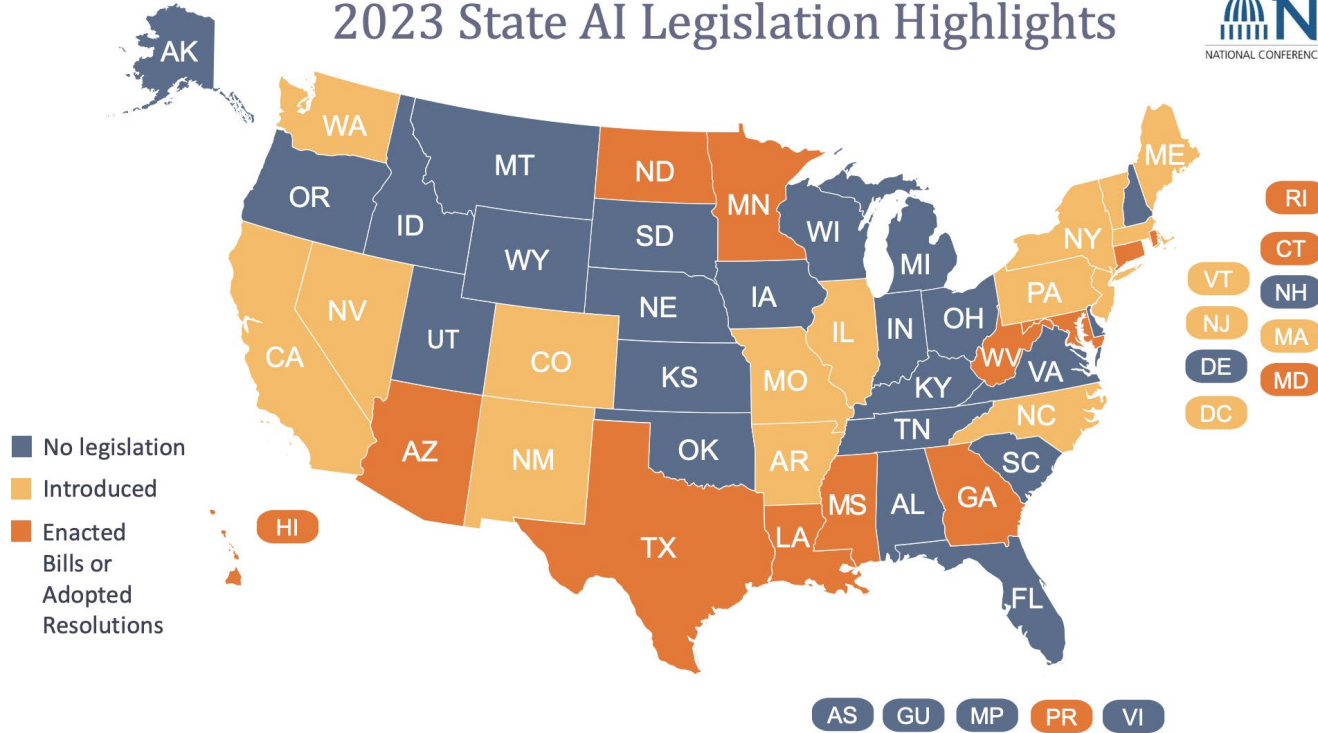 2023 State AI Legislation Highlights
N
NATIONAL CONFERENC
AK
WA
MT
ND
MN
ME
OR
ID
SD
WI
NY
RI
WY
MI
CT
NV
NE
IA
PA
VT
NH
CA
UT
CO
IL
IN
OH
NJ
MA
KS
MO
WV
VA
DE
MD
KY
NC
DC
AZ
NM
OK
AR
TN
SC
No legislation
Introduced
Enacted
Bills or
Adopted
Resolutions
HI
TX
LA
MS
AL
GA
FL
AS
GU
MP
PR
VI